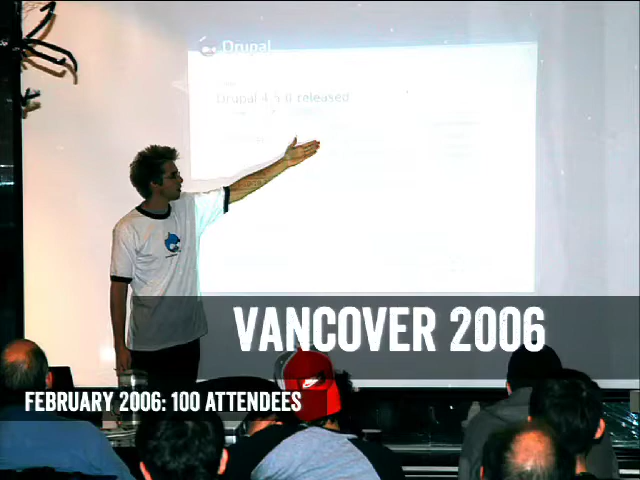 Drupal
Drupal 4.5.0 released
VANCOVER 2006
FEBRUARY 2006: 100 ATTENDEES